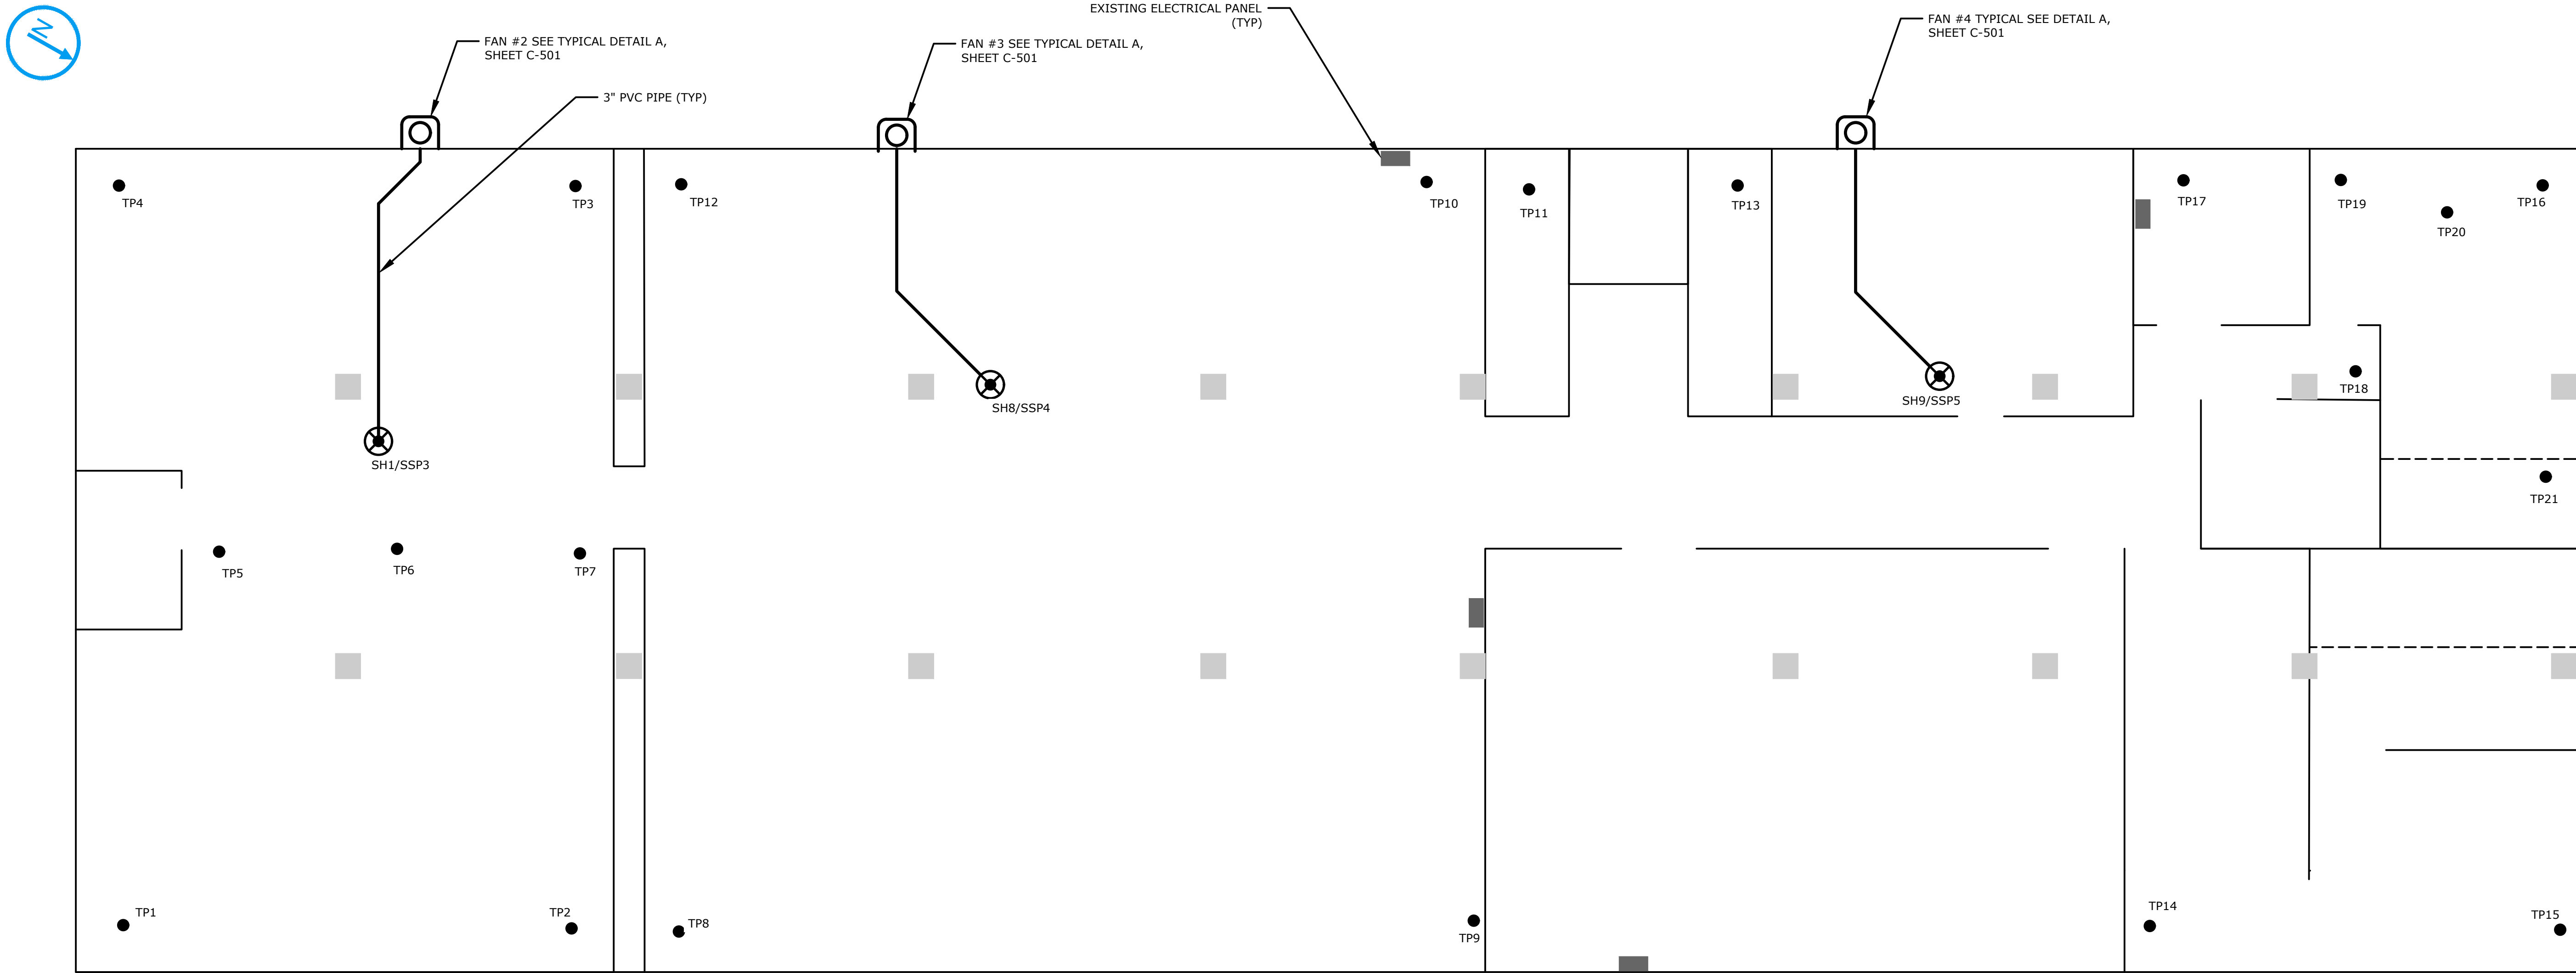 N
EXISTING ELECTRICAL PANEL
(TYP)
FAN #4 TYPICAL SEE DETAIL A,
SHEET C-501
FAN #2 SEE TYPICAL DETAIL A,
SHEET C-501
FAN #3 SEE TYPICAL DETAIL A,
SHEET C-501
3" PVC PIPE (TYP)
TP4
TP3
TP12
TP10
TP11
TP13
TP17
TP19
TP16
TP20
TP18
SH9/SSP5
SH8/SSP4
SH1/SSP3
TP21
TP5
TP6
TP7
TP1
TP2
TP8
TP9
TP14
TP15